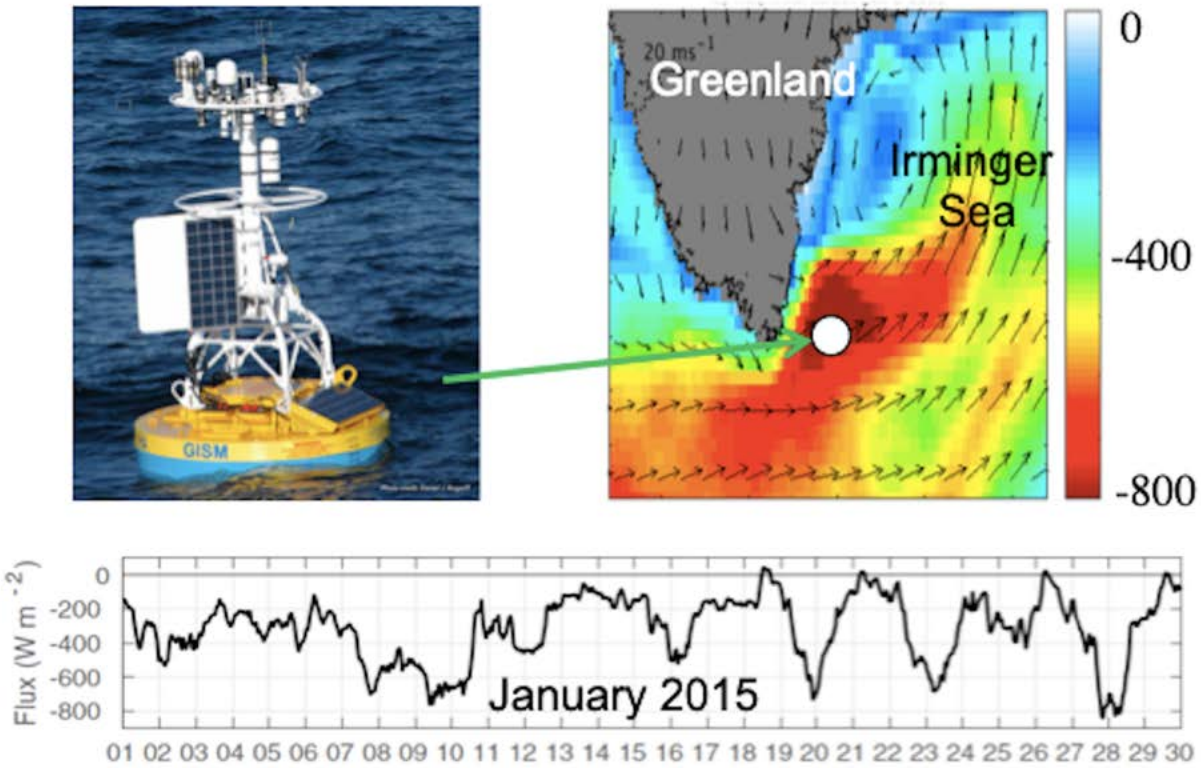 GISM
20 ms⁻¹
Greenland
Irminger
Sea
0
-400
-800
Flux (W m⁻²)
0
-200
-400
-600
-800
January 2015
01 02 03 04 05 06 07 08 09 10 11 12 13 14 15 16 17 18 19 20 21 22 23 24 25 26 27 28 29 30